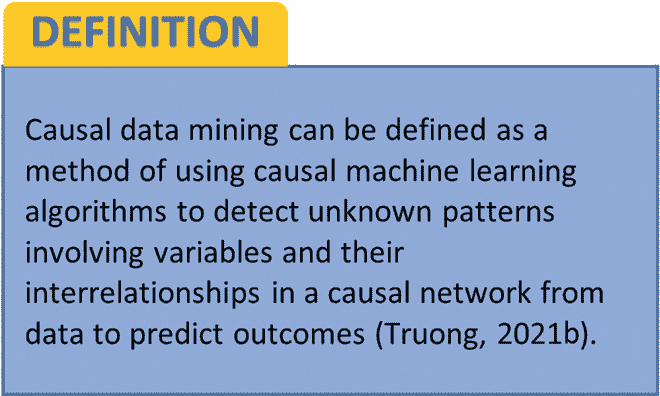 DEFINITION
Causal data mining can be defined as a
method of using causal machine learning
algorithms to detect unknown patterns
involving variables and their
interrelationships in a causal network from
data to predict outcomes (Truong, 2021b).